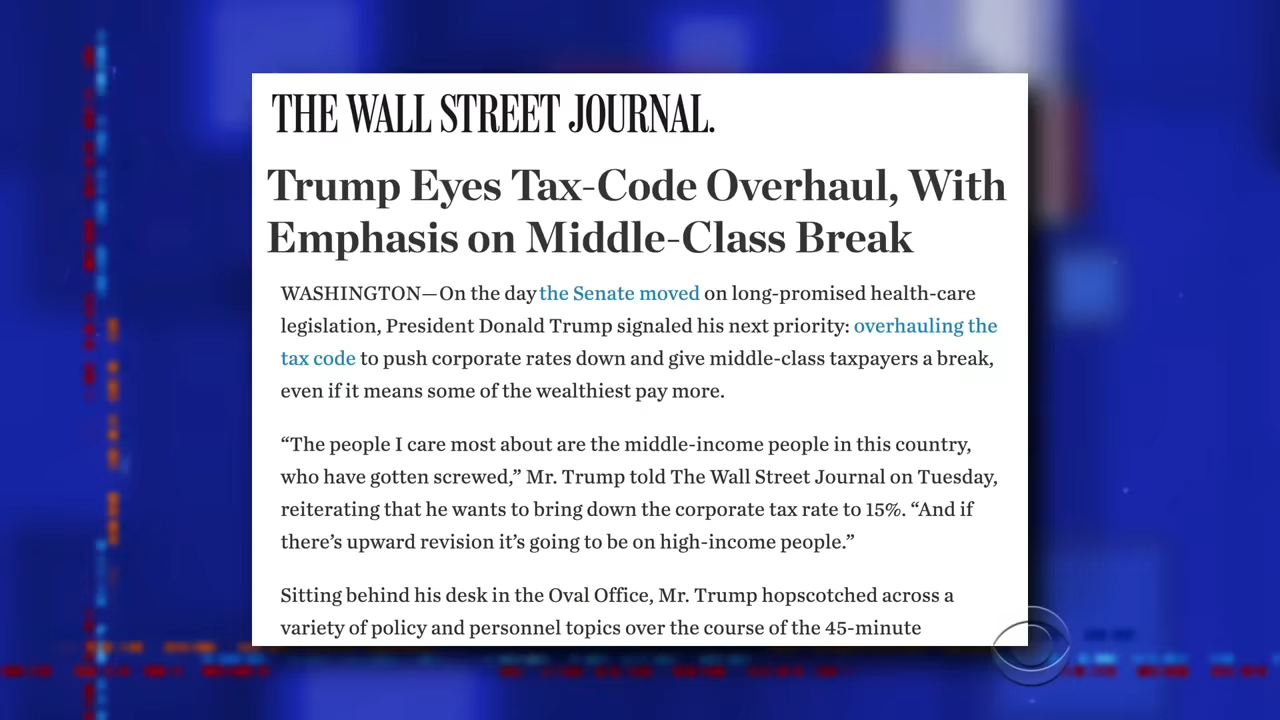 THE WALL STREET JOURNAL.
Trump Eyes Tax-Code Overhaul, With
Emphasis on Middle-Class Break
WASHINGTON—On the day the Senate moved on long-promised health-care
legislation, President Donald Trump signaled his next priority: overhauling the
tax code to push corporate rates down and give middle-class taxpayers a break,
even if it means some of the wealthiest pay more.
“The people I care most about are the middle-income people in this country,
who have gotten screwed,” Mr. Trump told The Wall Street Journal on Tuesday,
reiterating that he wants to bring down the corporate tax rate to 15%. “And if
there’s upward revision it’s going to be on high-income people.”
Sitting behind his desk in the Oval Office, Mr. Trump hopscotched across a
variety of policy and personnel topics over the course of the 45-minute